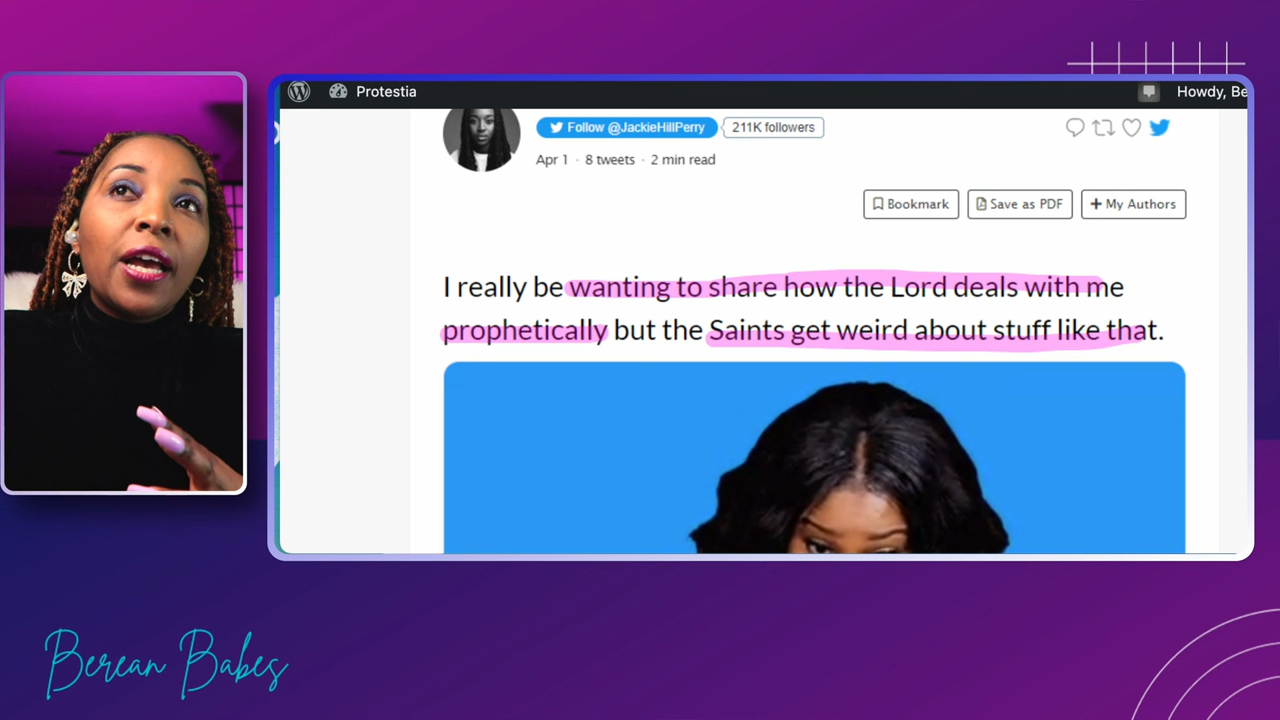 Protestia
Howdy, Be
Follow @JackieHillPerry
211K followers
Apr 1 · 8 tweets · 2 min read
Bookmark
Save as PDF
My Authors
I really be wanting to share how the Lord deals with me
prophetically but the Saints get weird about stuff like that.
Berean Babes